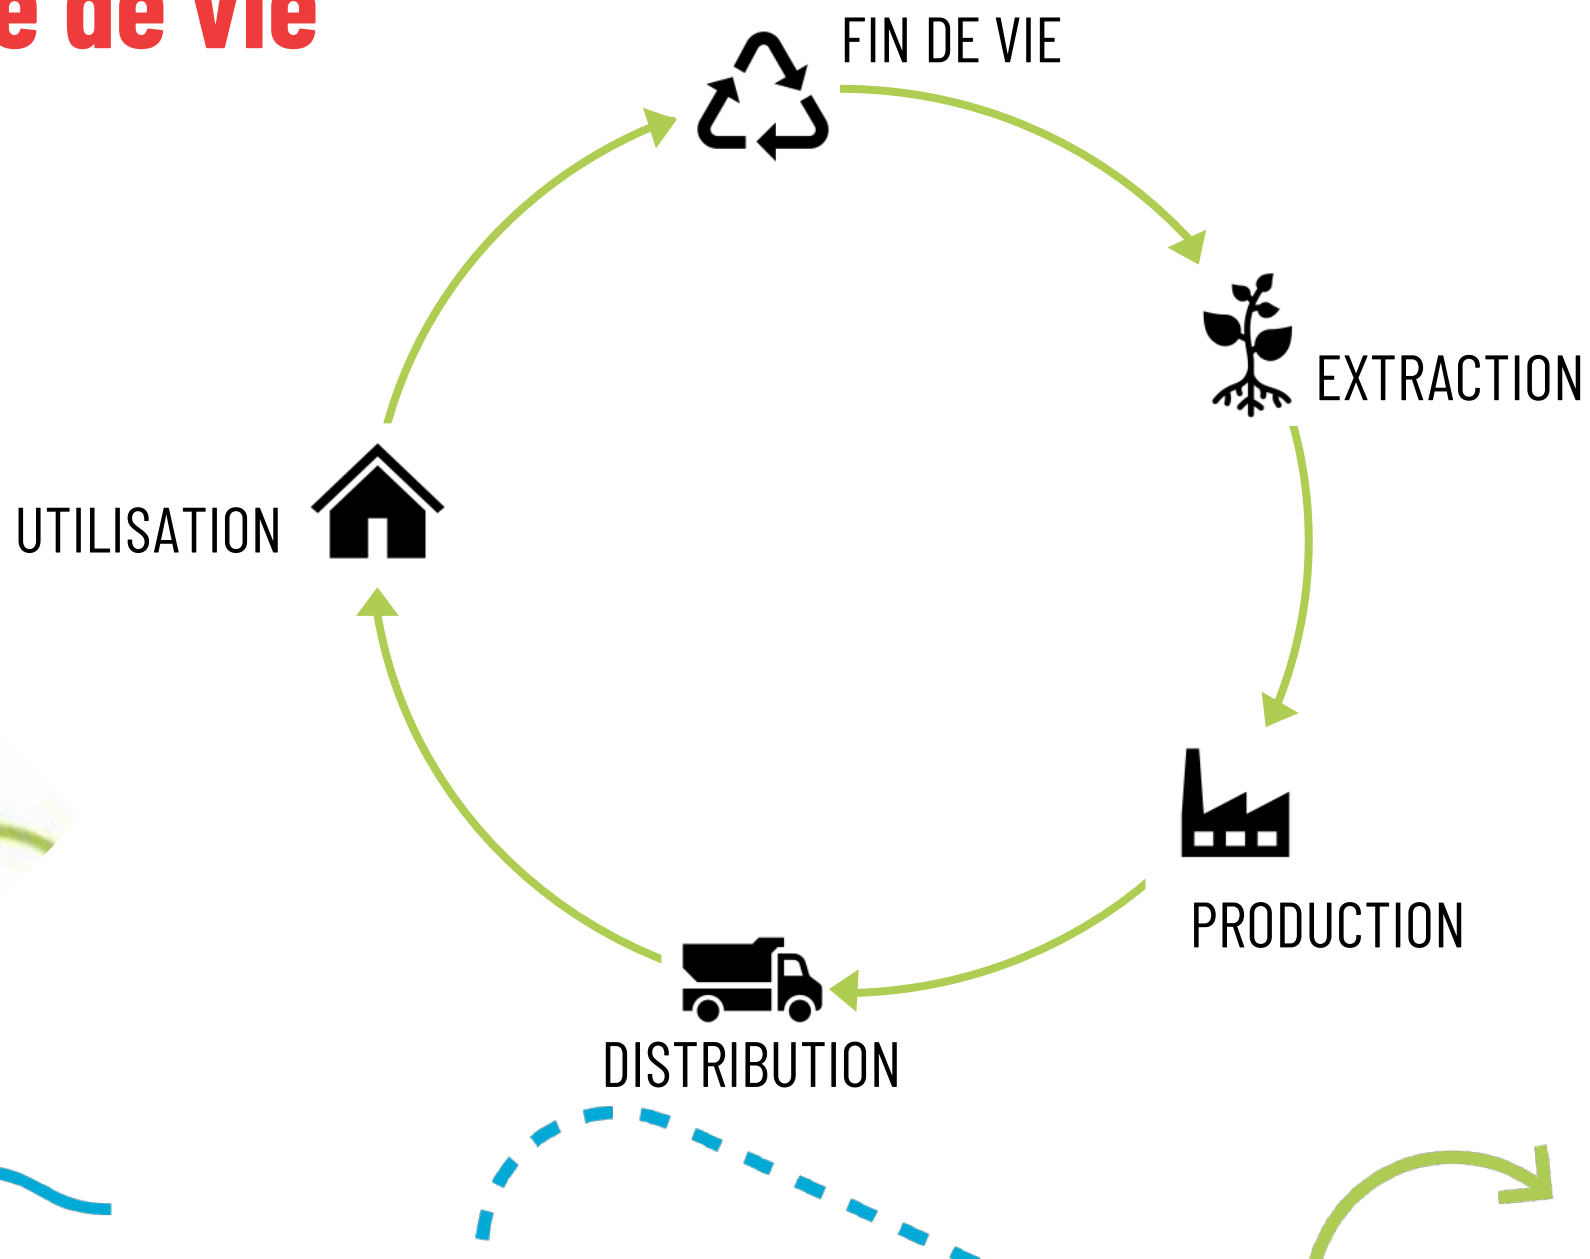 e de vie
FIN DE VIE
EXTRACTION
UTILISATION
PRODUCTION
DISTRIBUTION